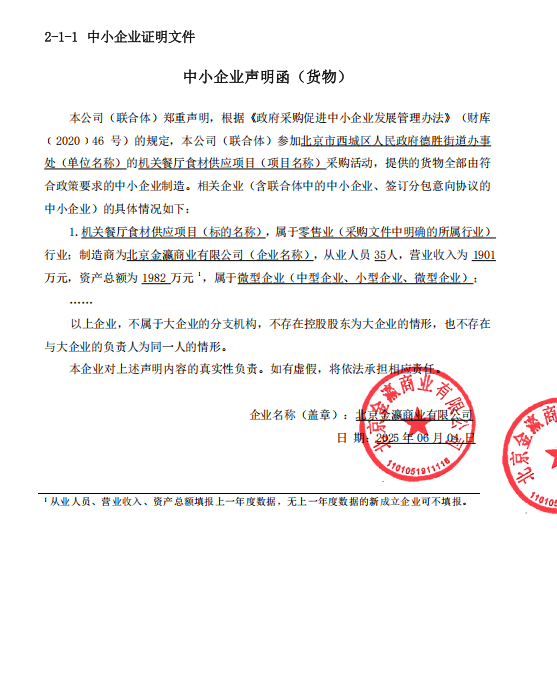 2-1-1 中小企业证明文件
中小企业声明函（货物）
本公司（联合体）郑重声明，根据《政府采购促进中小企业发展管理办法》（财库
﹝2020﹞46 号）的规定，本公司（联合体）参加北京市西城区人民政府德胜街道办事
处（单位名称）的机关餐厅食材供应项目（项目名称）采购活动，提供的货物全部由符
合政策要求的中小企业制造。相关企业（含联合体中的中小企业、签订分包意向协议的
中小企业）的具体情况如下：
1.机关餐厅食材供应项目（标的名称），属于零售业（采购文件中明确的所属行业）
行业；制造商为北京金瀛商业有限公司（企业名称），从业人员 35人，营业收入为 1901
万元，资产总额为 1982 万元¹，属于微型企业（中型企业、小型企业、微型企业）；
……
以上企业，不属于大企业的分支机构，不存在控股股东为大企业的情形，也不存在
与大企业的负责人为同一人的情形。
本企业对上述声明内容的真实性负责。如有虚假，将依法承担相应责任。
企业名称（盖章）：北京金瀛商业有限公司
日 期：2025 年 06 月 04 日
北京金瀛商业有限公司
1101051911116
北京金瀛商
110105
¹ 从业人员、营业收入、资产总额填报上一年度数据，无上一年度数据的新成立企业可不填报。